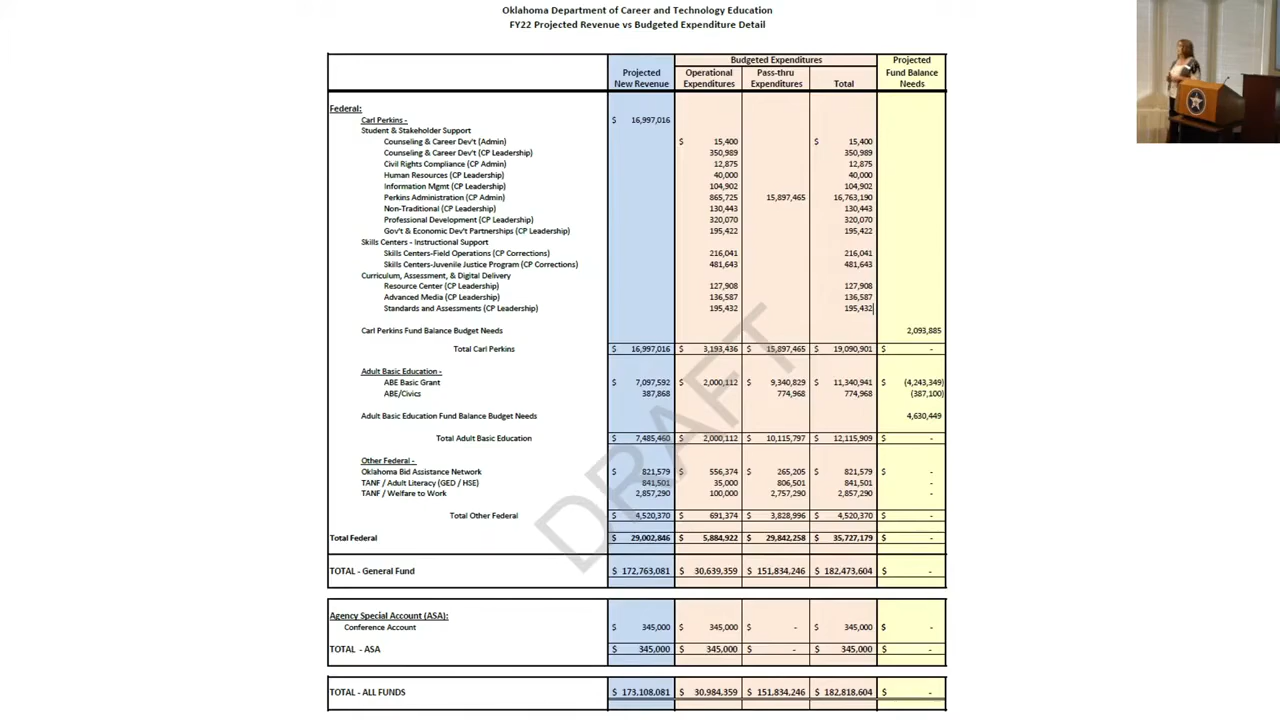 Oklahoma Department of Career and Technology Education
FY22 Projected Revenue vs Budgeted Expenditure Detail
Budgeted Expenditures Projected
Projected Operational Pass-thru Fund Balance
New Revenue Expenditures Expenditures Total Needs
Federal:
Carl Perkins - $ 16,997,016
Student & Stakeholder Support
Counseling & Career Dev't (Admin) $ 15,400 $ 15,400
Counseling & Career Dev't (CP Leadership) 350,989 350,989
Civil Rights Compliance (CP Admin) 12,875 12,875
Human Resources (CP Leadership) 40,000 40,000
Information Mgmt (CP Leadership) 104,902 104,902
Perkins Administration (CP Admin) 865,725 15,897,465 16,763,190
Non-Traditional (CP Leadership) 130,443 130,443
Professional Development (CP Leadership) 320,070 320,070
Gov't & Economic Dev't Partnerships (CP Leadership) 195,422 195,422
Skills Centers - Instructional Support
Skills Centers-Field Operations (CP Corrections) 216,041 216,041
Skills Centers-Juvenile Justice Program (CP Corrections) 481,643 481,643
Curriculum, Assessment, & Digital Delivery
Resource Center (CP Leadership) 127,908 127,908
Advanced Media (CP Leadership) 136,587 136,587
Standards and Assessments (CP Leadership) 195,432 195,432
Carl Perkins Fund Balance Budget Needs 2,093,885
Total Carl Perkins $ 16,997,016 $ 3,193,436 $ 15,897,465 $ 19,090,901 $ -
Adult Basic Education -
ABE Basic Grant $ 7,097,592 $ 2,000,112 $ 9,340,829 $ 11,340,941 $ (4,243,349)
ABE/Civics 387,868 774,968 774,968 (387,100)
Adult Basic Education Fund Balance Budget Needs 4,630,449
Total Adult Basic Education $ 7,485,460 $ 2,000,112 $ 10,115,797 $ 12,115,909 $ -
Other Federal -
Oklahoma Bid Assistance Network $ 821,579 $ 556,374 $ 265,205 $ 821,579 $ -
TANF / Adult Literacy (GED / HSE) 841,501 35,000 806,501 841,501 -
TANF / Welfare to Work 2,857,290 100,000 2,757,290 2,857,290 -
Total Other Federal $ 4,520,370 $ 691,374 $ 3,828,996 $ 4,520,370 $ -
Total Federal $ 29,002,846 $ 5,884,922 $ 29,842,258 $ 35,727,179 $ -
TOTAL - General Fund $ 172,763,081 $ 30,639,359 $ 151,834,246 $ 182,473,604 $ -
Agency Special Account (ASA):
Conference Account $ 345,000 $ 345,000 $ - $ 345,000 $ -
TOTAL - ASA $ 345,000 $ 345,000 - $ 345,000 $ -
TOTAL - ALL FUNDS $ 173,108,081 $ 30,984,359 $ 151,834,246 $ 182,818,604 $ -
DRAFT